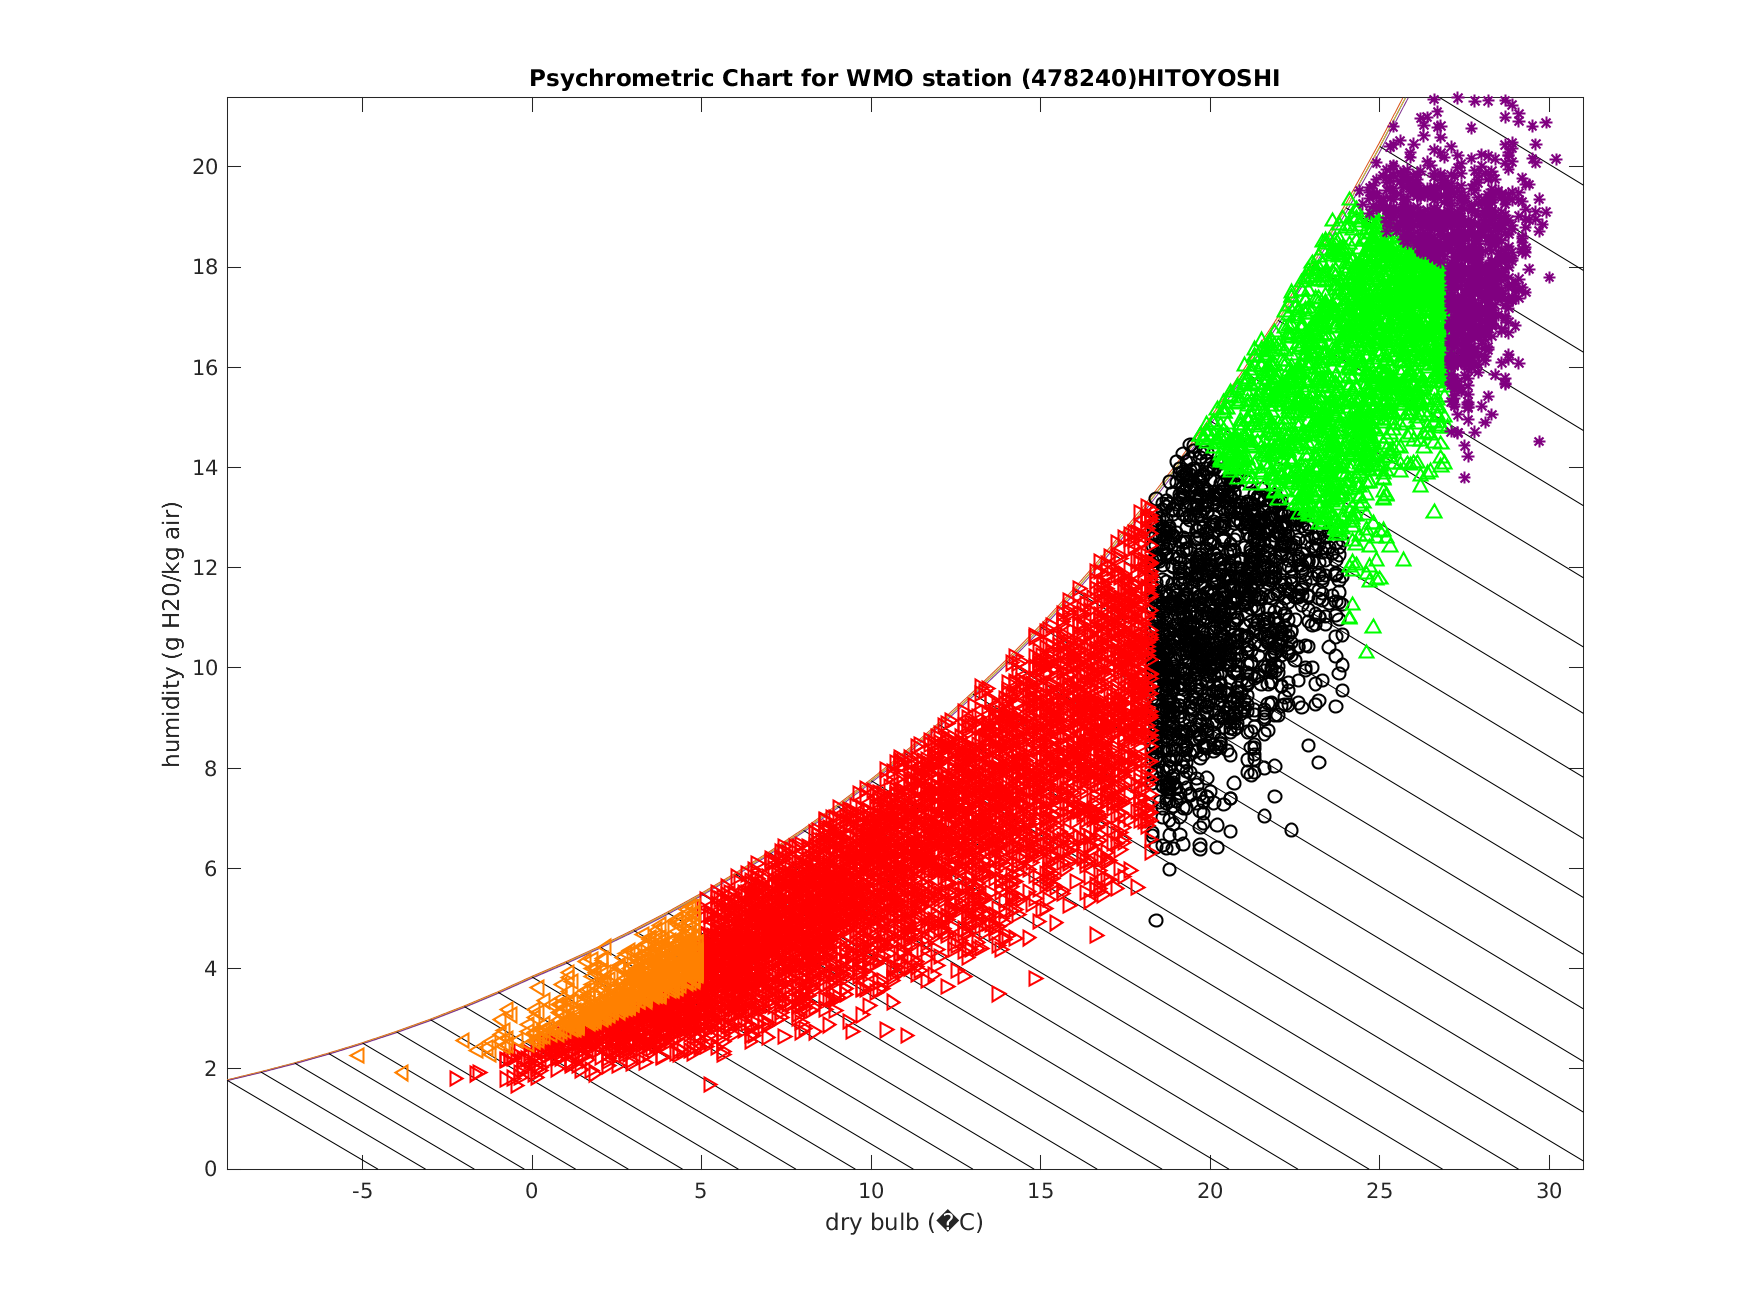 Psychrometric Chart for WMO station (478240)HITOYOSHI
humidity (g H20/kg air)
20
18
16
14
12
10
8
6
4
2
0
-5 0 5 10 15 20 25 30
dry bulb (�C)